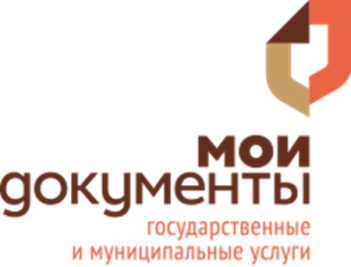 мои
документы
государственные
и муниципальные услуги